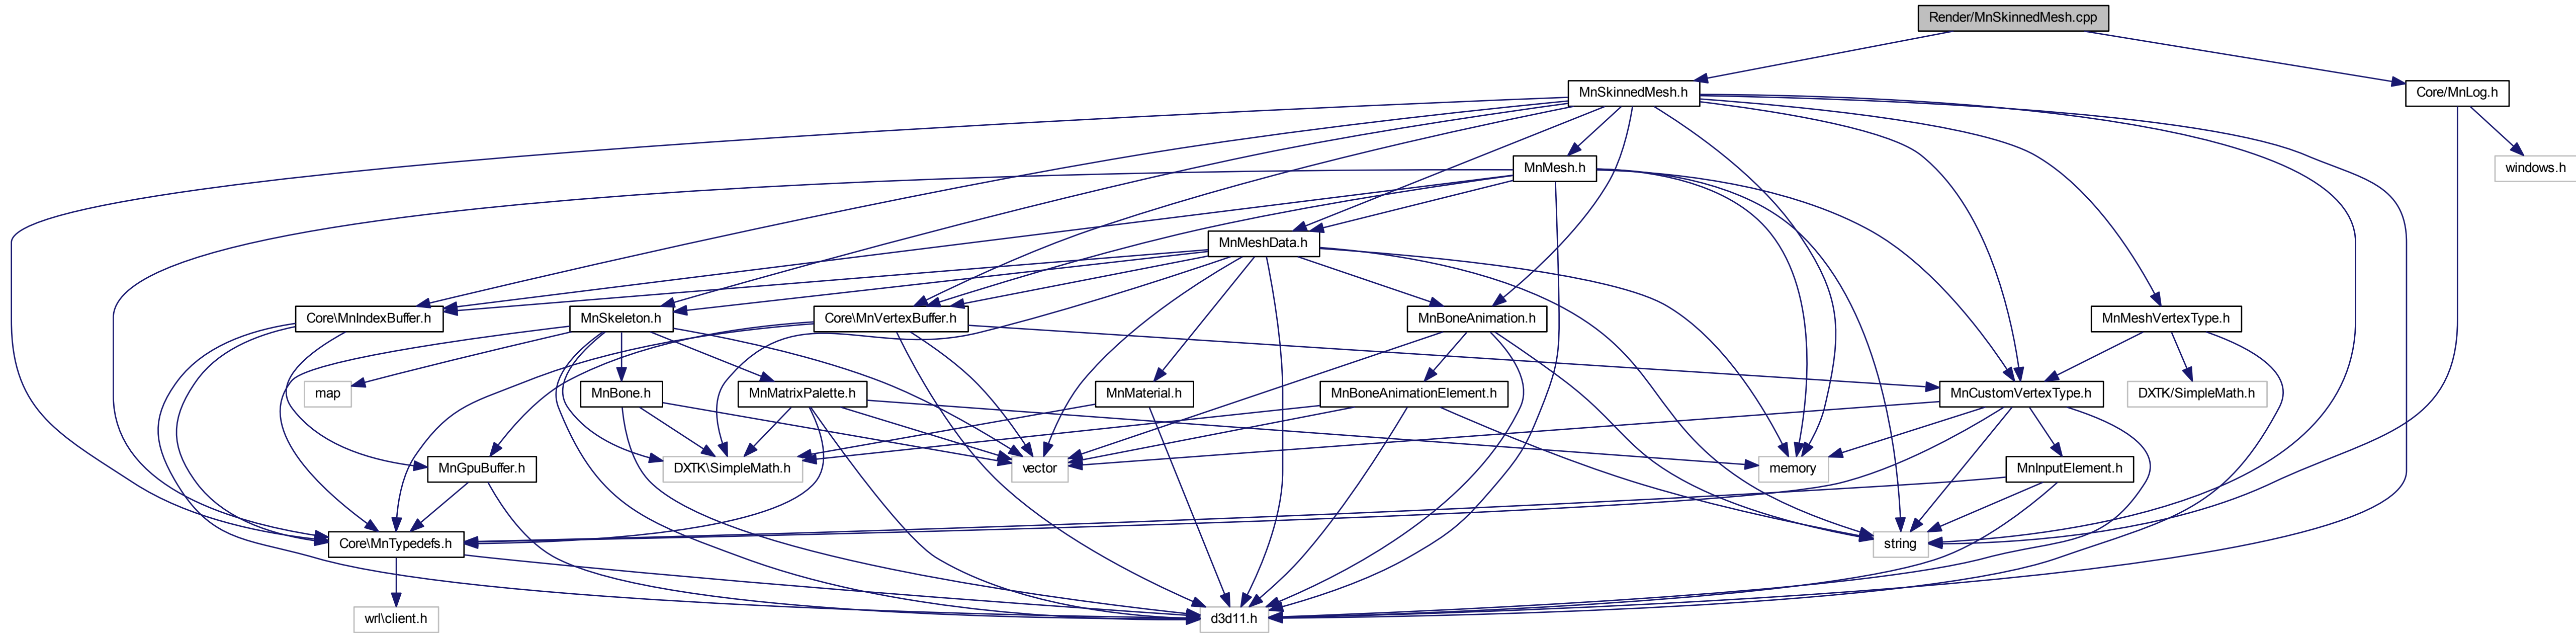 Render/MnSkinnedMesh.cpp
MnSkinnedMesh.h
Core/MnLog.h
MnMesh.h
windows.h
MnMeshData.h
Core\MnIndexBuffer.h
MnSkeleton.h
Core\MnVertexBuffer.h
MnBoneAnimation.h
MnMeshVertexType.h
map
MnBone.h
MnMatrixPalette.h
MnMaterial.h
MnBoneAnimationElement.h
MnCustomVertexType.h
DXTK/SimpleMath.h
MnGpuBuffer.h
DXTK\SimpleMath.h
vector
memory
MnInputElement.h
Core\MnTypedefs.h
string
wrl\client.h
d3d11.h